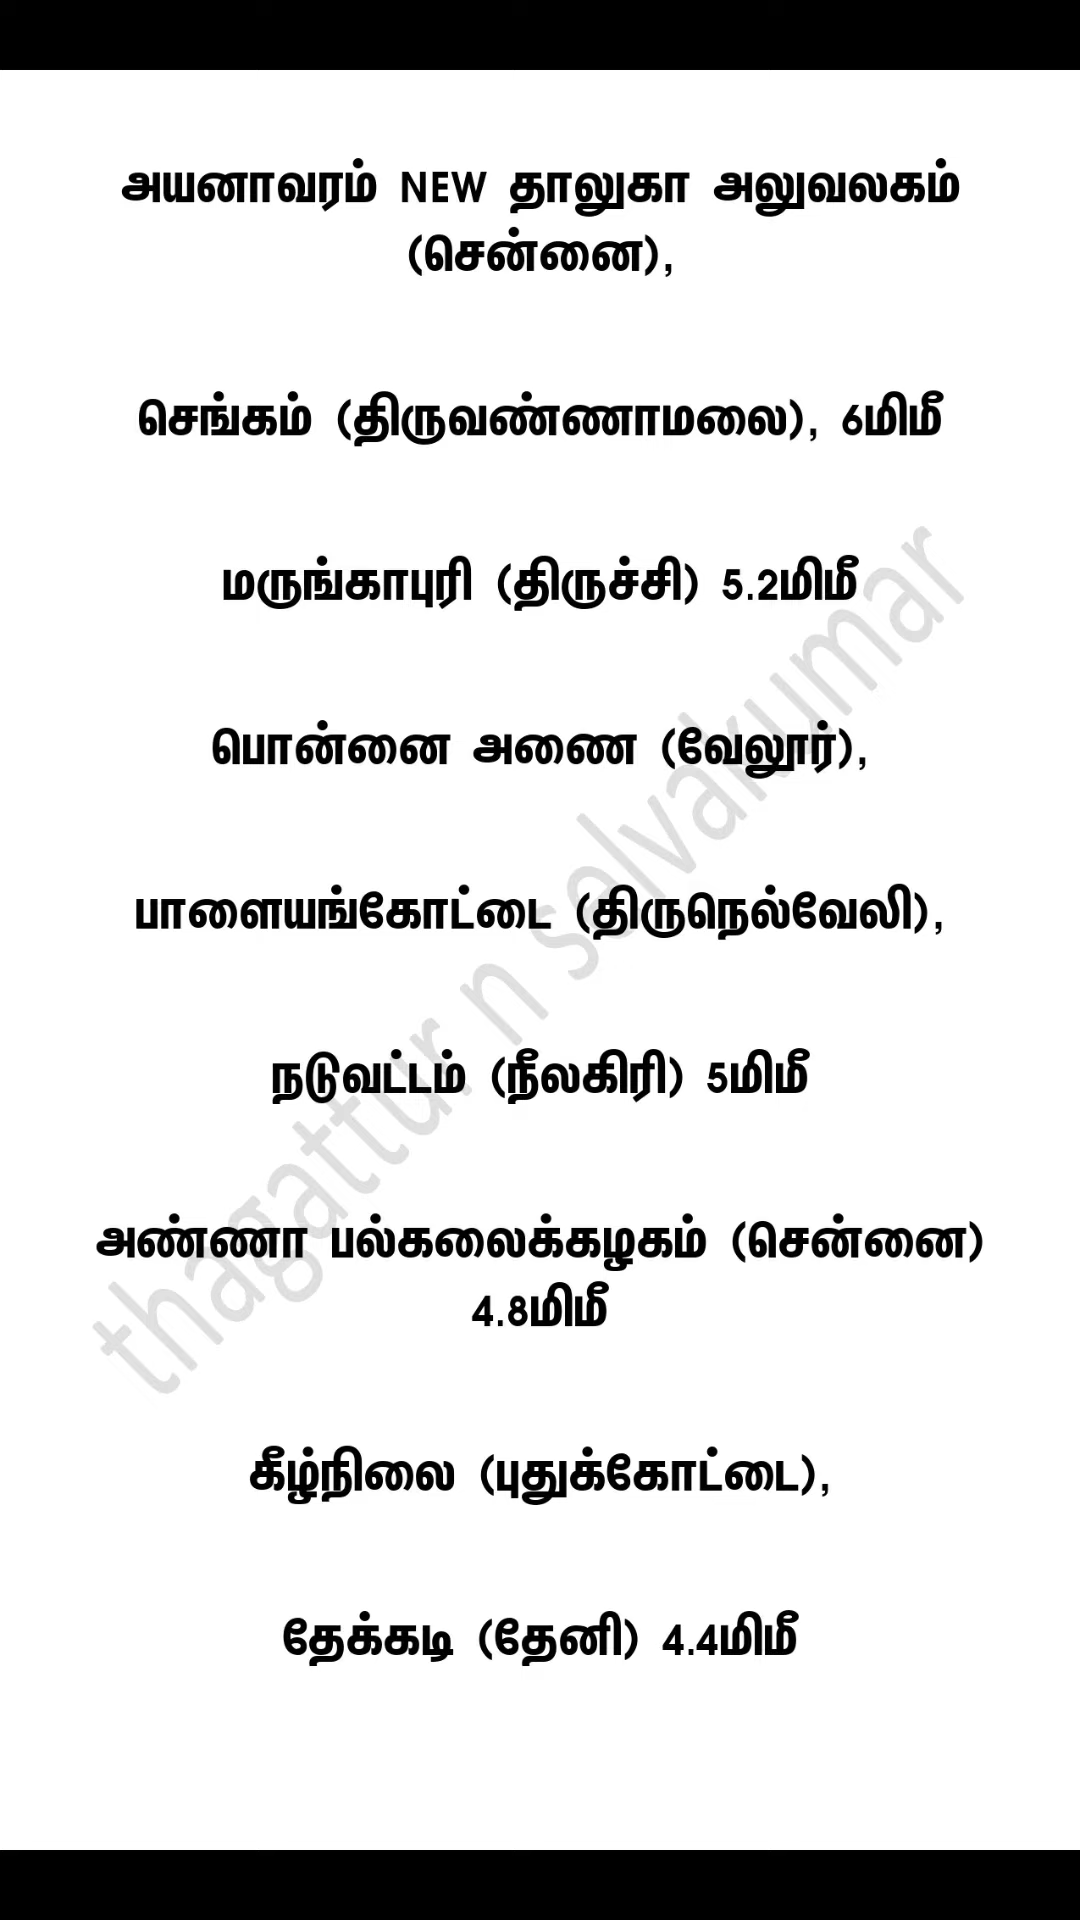 அயனாவரம் NEW தாலுகா அலுவலகம்
(சென்னை),
செங்கம் (திருவண்ணாமலை), 6மிமீ
மருங்காபுரி (திருச்சி) 5.2மிமீ
பொன்னை அணை (வேலூர்),
பாளையங்கோட்டை (திருநெல்வேலி),
நடுவட்டம் (நீலகிரி) 5மிமீ
அண்ணா பல்கலைக்கழகம் (சென்னை)
4.8மிமீ
கீழ்நிலை (புதுக்கோட்டை),
தேக்கடி (தேனி) 4.4மிமீ
thagattur n selvakumar